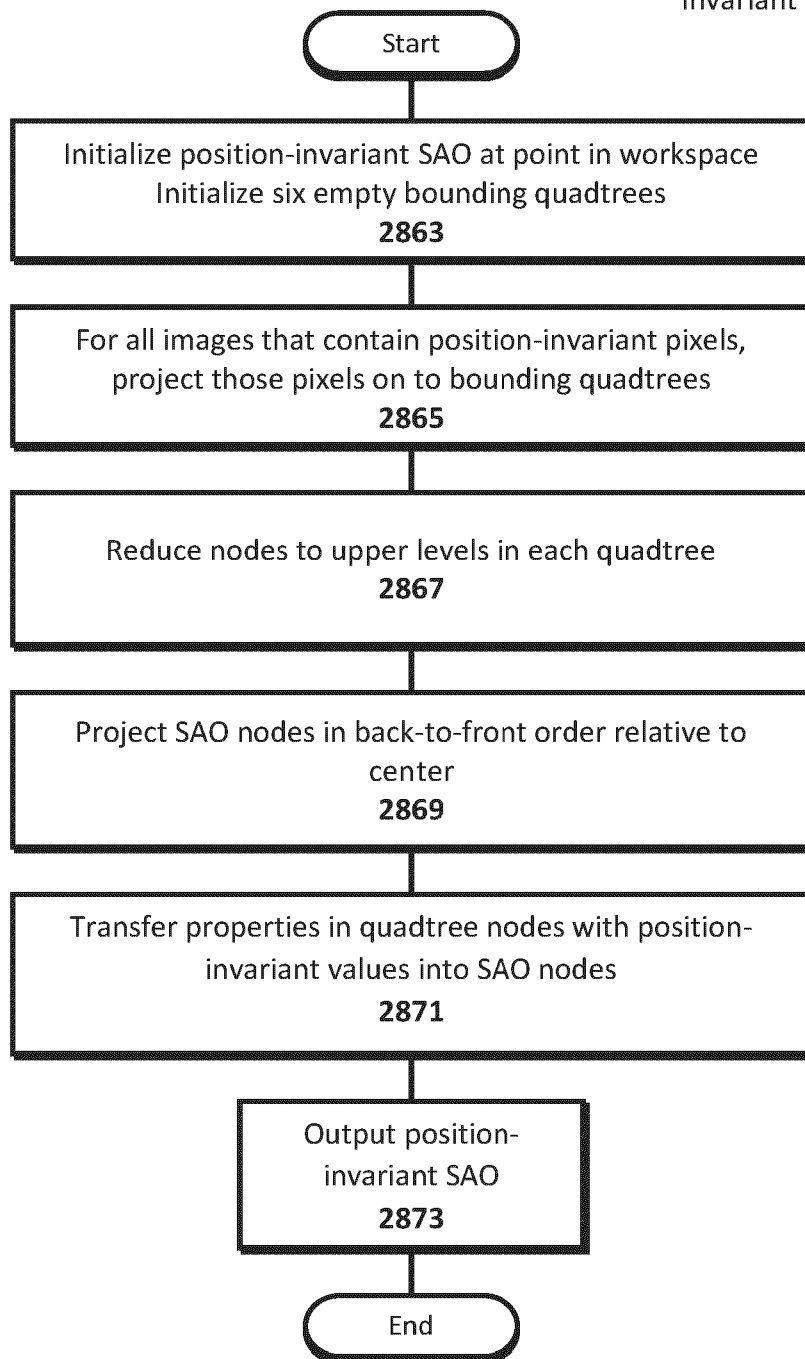 invariant
Start
Initialize position-invariant SAO at point in workspace
Initialize six empty bounding quadtrees
2863
For all images that contain position-invariant pixels,
project those pixels on to bounding quadtrees
2865
Reduce nodes to upper levels in each quadtree
2867
Project SAO nodes in back-to-front order relative to
center
2869
Transfer properties in quadtree nodes with position-
invariant values into SAO nodes
2871
Output position-
invariant SAO
2873
End